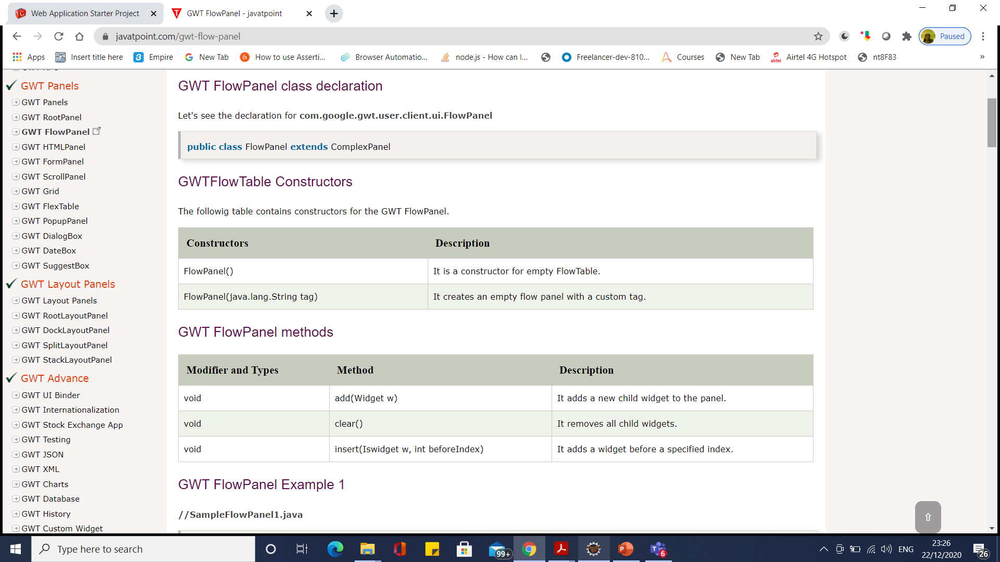 Web Application Starter Project
GWT FlowPanel - javatpoint
javatpoint.com/gwt-flow-panel
Paused
Apps
Insert title here
Empire
New Tab
How to use Asserti...
Browser Automatio...
node.js - How can I...
Freelancer-dev-810...
Courses
New Tab
airtel
Airtel 4G Hotspot
nt8F83
»
GWT Panels
GWT Panels
GWT RootPanel
GWT FlowPanel
GWT HTMLPanel
GWT FormPanel
GWT ScrollPanel
GWT Grid
GWT FlexTable
GWT PopupPanel
GWT DialogBox
GWT DateBox
GWT SuggestBox
GWT Layout Panels
GWT Layout Panels
GWT RootLayoutPanel
GWT DockLayoutPanel
GWT SplitLayoutPanel
GWT StackLayoutPanel
GWT Advance
GWT UI Binder
GWT Internationalization
GWT Stock Exchange App
GWT Testing
GWT JSON
GWT XML
GWT Charts
GWT Database
GWT History
GWT Custom Widget
GWT FlowPanel class declaration
Let's see the declaration for com.google.gwt.user.client.ui.FlowPanel
public class FlowPanel extends ComplexPanel
GWTFlowTable Constructors
The followig table contains constructors for the GWT FlowPanel.
Constructors Description
FlowPanel() It is a constructor for empty FlowTable.
FlowPanel(java.lang.String tag) It creates an empty flow panel with a custom tag.
GWT FlowPanel methods
Modifier and Types Method Description
void add(Widget w) It adds a new child widget to the panel.
void clear() It removes all child widgets.
void insert(Iswidget w, int beforeIndex) It adds a widget before a specified index.
GWT FlowPanel Example 1
//SampleFlowPanel1.java
Type here to search
99+
6
ENG
23:26
22/12/2020
26